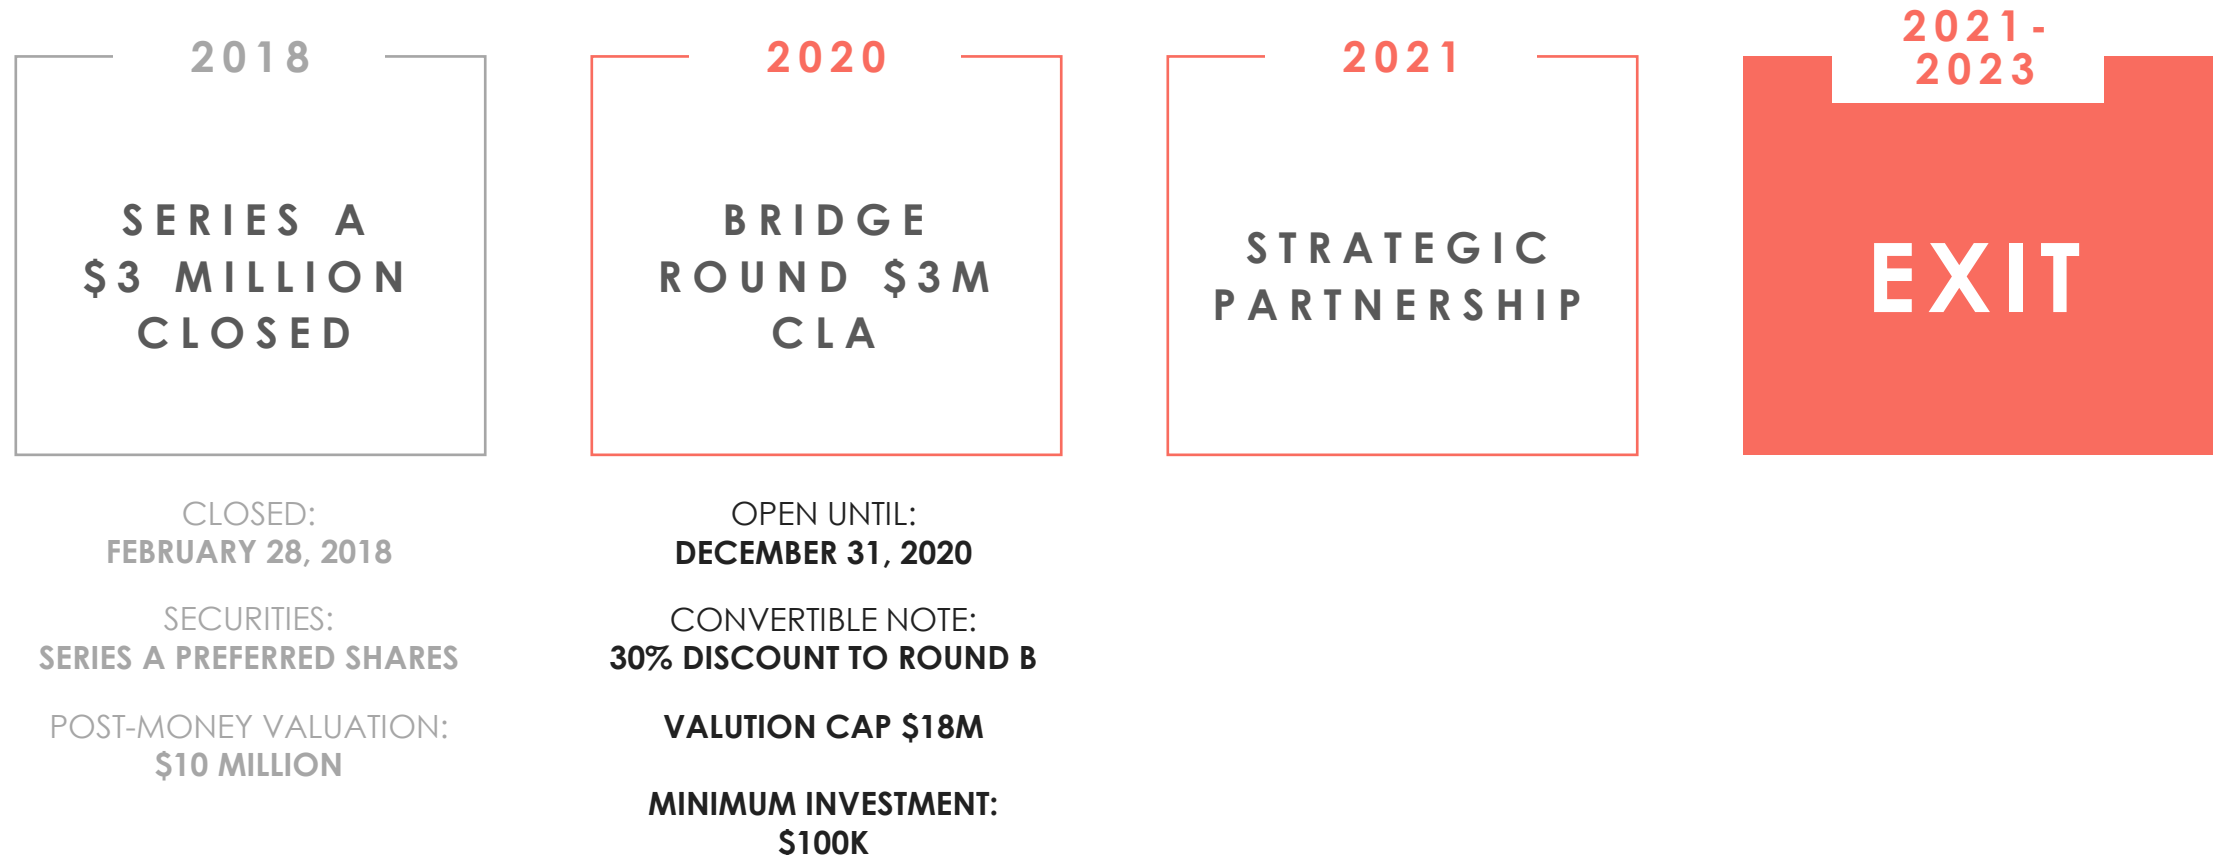 2018
SERIES A
$3 MILLION
CLOSED
CLOSED:
FEBRUARY 28, 2018
SECURITIES:
SERIES A PREFERRED SHARES
POST-MONEY VALUATION:
$10 MILLION
2020
BRIDGE
ROUND $3M
CLA
OPEN UNTIL:
DECEMBER 31, 2020
CONVERTIBLE NOTE:
30% DISCOUNT TO ROUND B
VALUTION CAP $18M
MINIMUM INVESTMENT:
$100K
2021
STRATEGIC
PARTNERSHIP
2021-
2023
EXIT